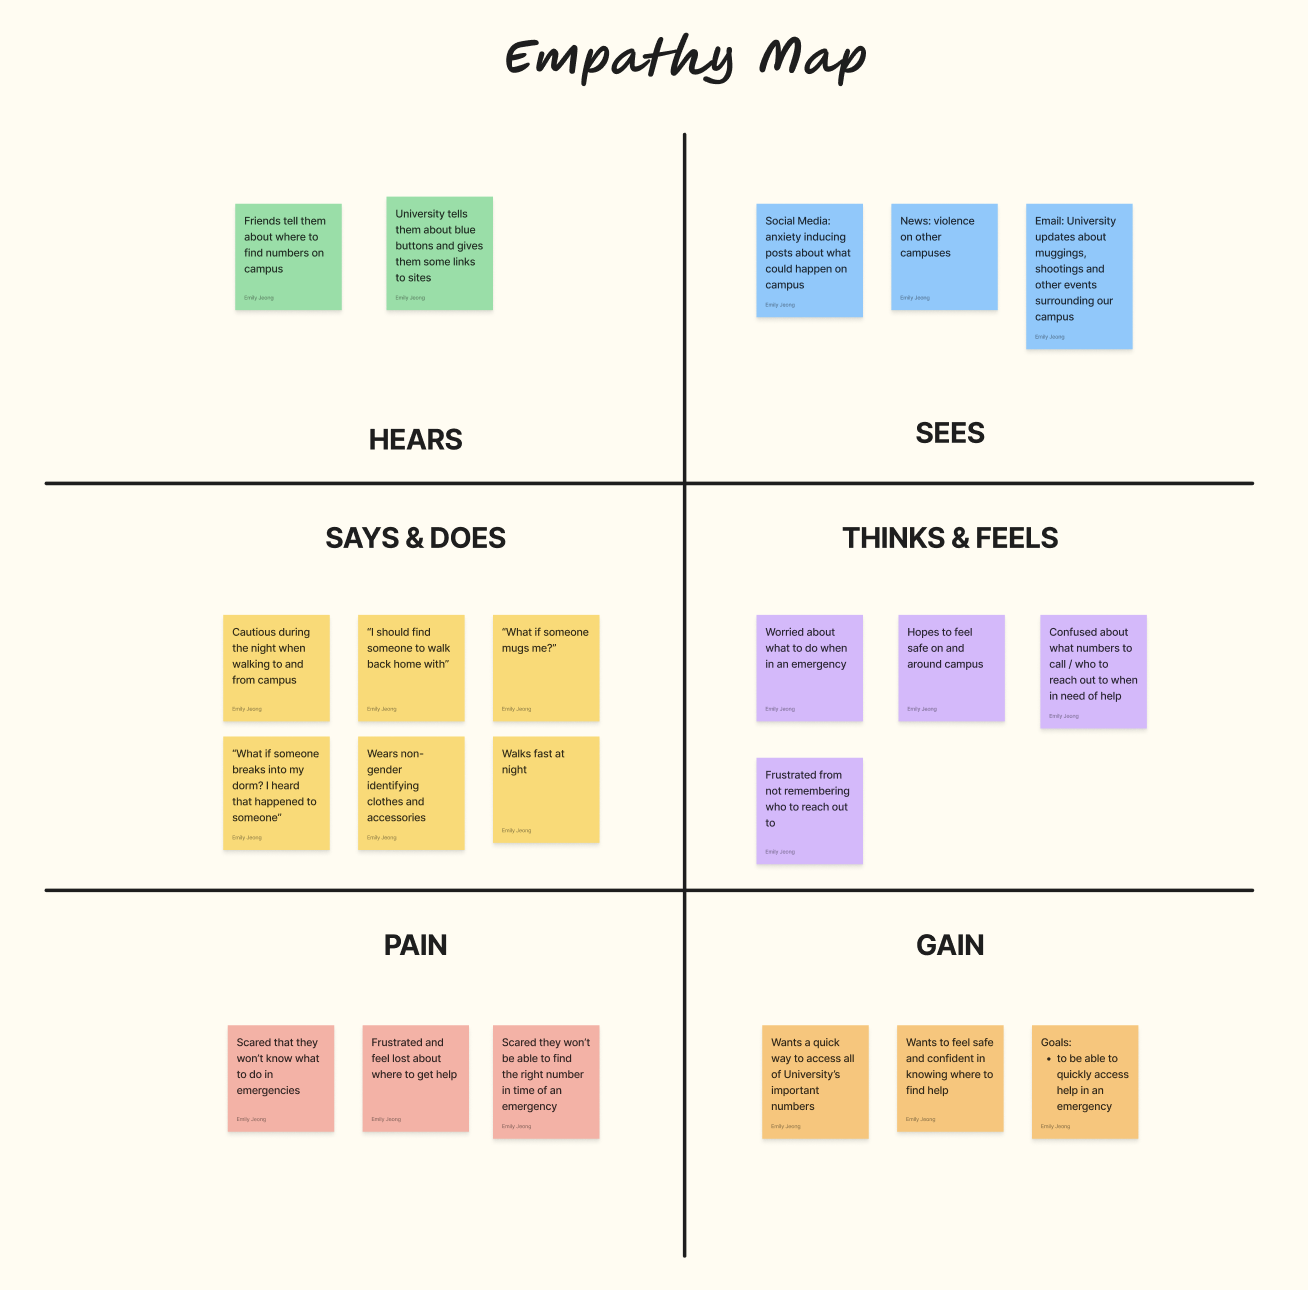 Empathy Map
Friends tell them
about where to
find numbers on
campus
Emily Jeong
University tells
them about blue
buttons and gives
them some links
to sites
Emily Jeong
HEARS
Social Media:
anxiety inducing
posts about what
could happen on
campus
Emily Jeong
News: violence
on other
campuses
Emily Jeong
Email: University
updates about
muggings,
shootings and
other events
surrounding our
campus
Emily Jeong
SEES
SAYS & DOES
Cautious during
the night when
walking to and
from campus
Emily Jeong
“I should find
someone to walk
back home with”
Emily Jeong
“What if someone
mugs me?”
Emily Jeong
“What if someone
breaks into my
dorm? I heard
that happened to
someone”
Emily Jeong
Wears non-
gender
identifying
clothes and
accessories
Emily Jeong
Walks fast at
night
Emily Jeong
THINKS & FEELS
Worried about
what to do when
in an emergency
Emily Jeong
Hopes to feel
safe on and
around campus
Emily Jeong
Confused about
what numbers to
call / who to
reach out to when
in need of help
Emily Jeong
Frustrated from
not remembering
who to reach out
to
Emily Jeong
PAIN
Scared that they
won’t know what
to do in
emergencies
Emily Jeong
Frustrated and
feel lost about
where to get help
Emily Jeong
Scared they won’t
be able to find
the right number
in time of an
emergency
Emily Jeong
GAIN
Wants a quick
way to access all
of University’s
important
numbers
Emily Jeong
Wants to feel safe
and confident in
knowing where to
find help
Emily Jeong
Goals:
• to be able to
quickly access
help in an
emergency
Emily Jeong